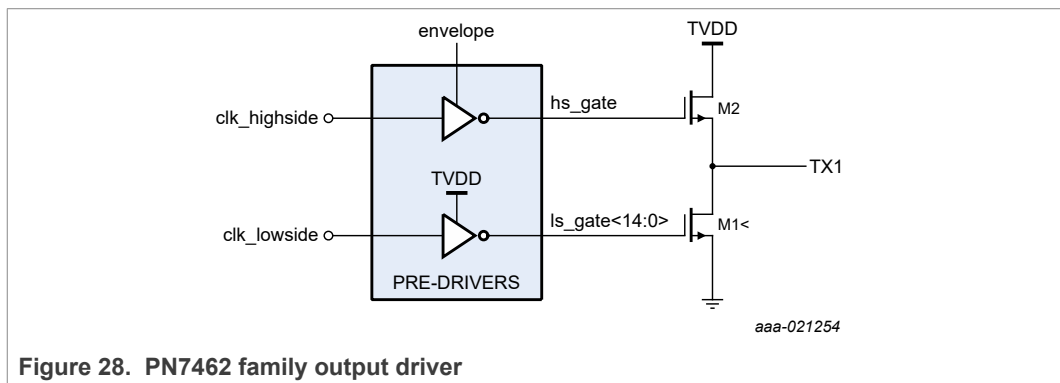 envelope
TVDD
clk_highside
hs_gate
M2
TX1
TVDD
clk_lowside
ls_gate<14:0>
M1<
PRE-DRIVERS
aaa-021254
Figure 28. PN7462 family output driver